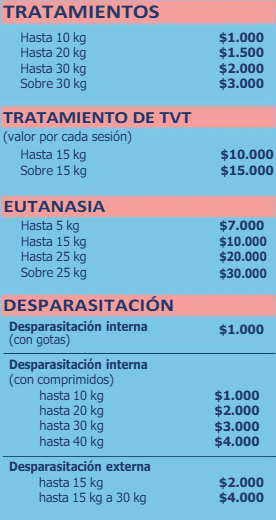 TRATAMIENTOS
Hasta 10 kg $1.000
Hasta 20 kg $1.500
Hasta 30 kg $2.000
Sobre 30 kg $3.000
TRATAMIENTO DE TVT
(valor por cada sesión)
Hasta 15 kg $10.000
Sobre 15 kg $15.000
EUTANASIA
Hasta 5 kg $7.000
Hasta 15 kg $10.000
Hasta 25 kg $20.000
Sobre 25 kg $30.000
DESPARASITACIÓN
Desparasitación interna $1.000
(con gotas)
Desparasitación interna
(con comprimidos)
hasta 10 kg $1.000
hasta 20 kg $2.000
hasta 30 kg $3.000
hasta 40 kg $4.000
Desparasitación externa
hasta 15 kg $2.000
hasta 15 kg a 30 kg $4.000